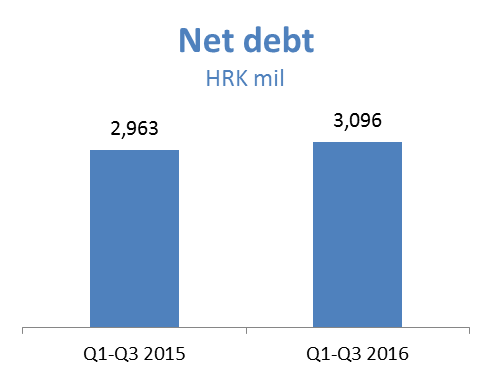 Net debt
HRK mil
2,963
3,096
Q1-Q3 2015
Q1-Q3 2016